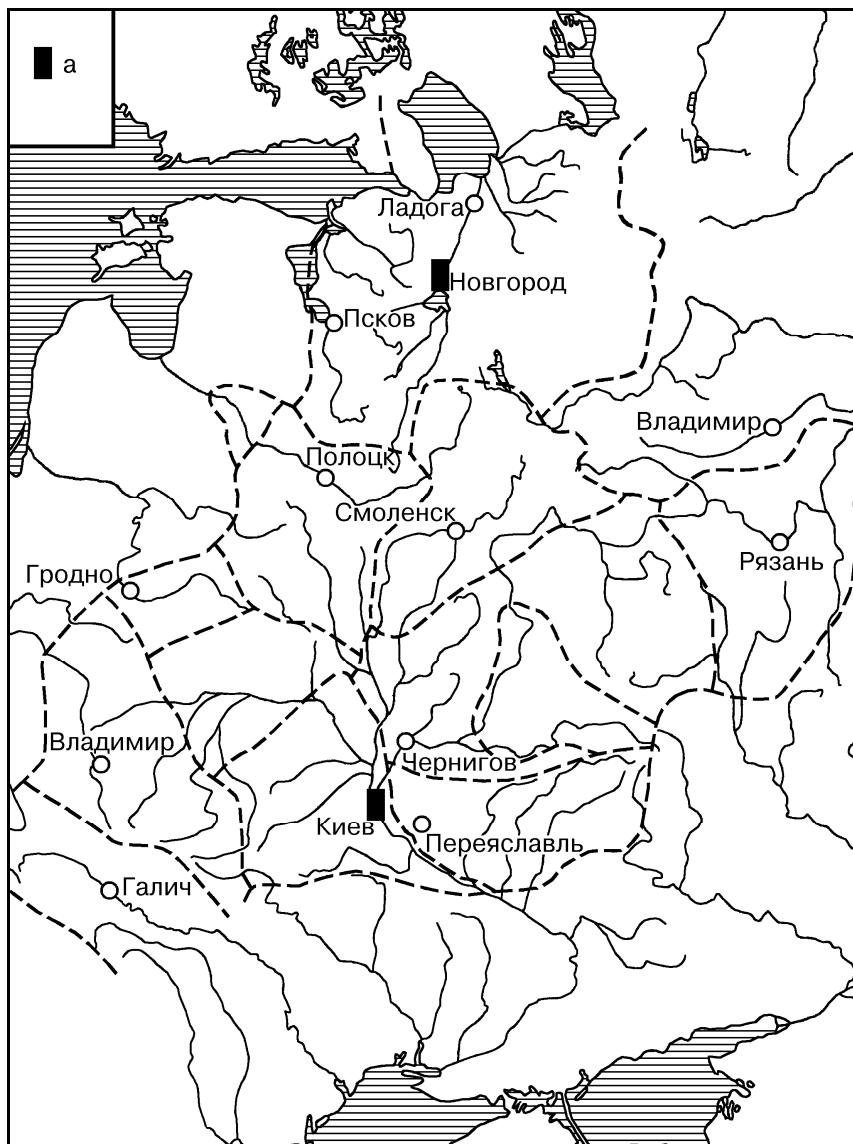 а
Ладога
Новгород
Псков
Владимир
Полоцк
Смоленск
Рязань
Гродно
Владимир
Чернигов
Киев
Переяславль
Галич